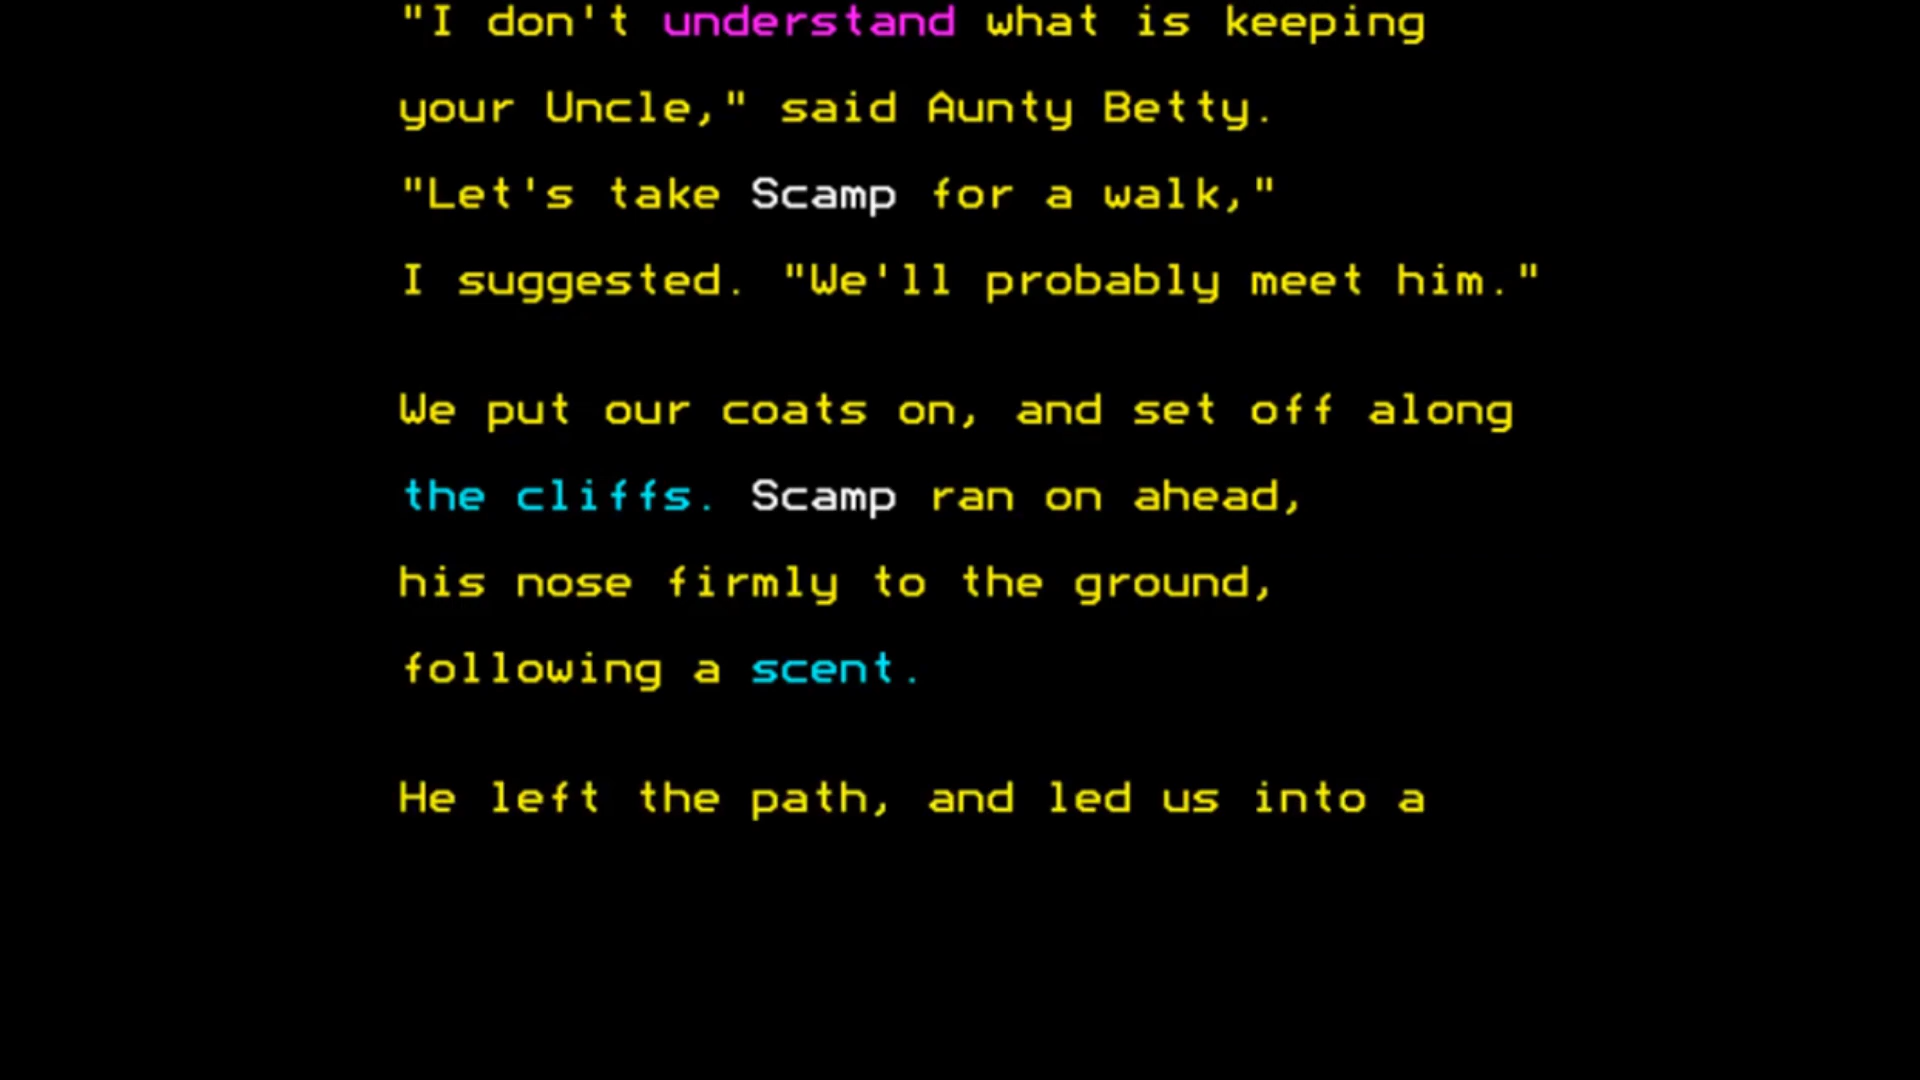 "I don't understand what is keeping
your Uncle," said Aunty Betty.
"Let's take Scamp for a walk,"
I suggested. "We'll probably meet him."
We put our coats on, and set off along
the cliffs. Scamp ran on ahead,
his nose firmly to the ground,
following a scent.
He left the path, and led us into a